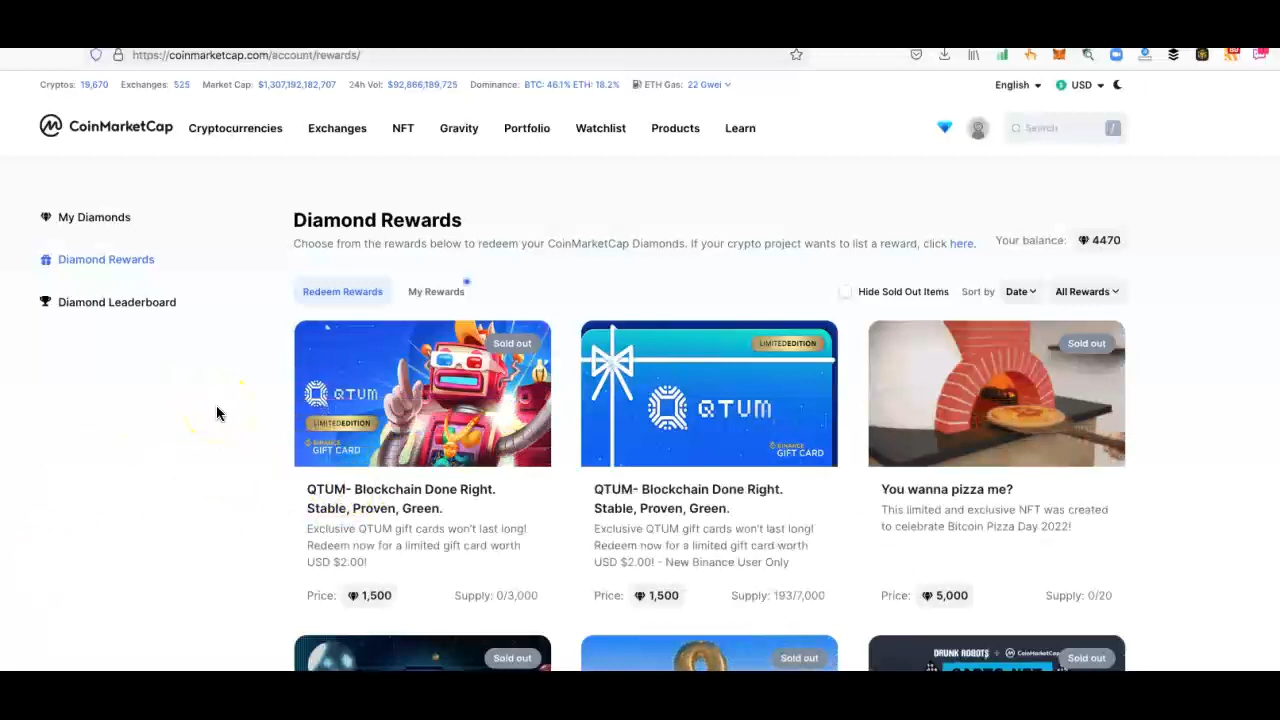 https://coinmarketcap.com/account/rewards/
Cryptos: 19,670 Exchanges: 525 Market Cap: $1,307,192,182,707 24h Vol: $92,866,189,725 Dominance: BTC: 46.1% ETH: 18.2% ETH Gas: 22 Gwei English USD
CoinMarketCap Cryptocurrencies Exchanges NFT Gravity Portfolio Watchlist Products Learn Search /
My Diamonds
Diamond Rewards
Diamond Leaderboard
Diamond Rewards
Choose from the rewards below to redeem your CoinMarketCap Diamonds. If your crypto project wants to list a reward, click here. Your balance: 4470
Redeem Rewards My Rewards Hide Sold Out Items Sort by Date All Rewards
Sold out
QTUM
LIMITEDEDITION
BINANCE
GIFT CARD
QTUM- Blockchain Done Right.
Stable, Proven, Green.
Exclusive QTUM gift cards won't last long!
Redeem now for a limited gift card worth
USD $2.00!
Price: 1,500 Supply: 0/3,000
LIMITEDEDITION
QTUM
BINANCE
GIFT CARD
QTUM- Blockchain Done Right.
Stable, Proven, Green.
Exclusive QTUM gift cards won't last long!
Redeem now for a limited gift card worth
USD $2.00! - New Binance User Only
Price: 1,500 Supply: 193/7,000
Sold out
You wanna pizza me?
This limited and exclusive NFT was created
to celebrate Bitcoin Pizza Day 2022!
Price: 5,000 Supply: 0/20
Sold out
Sold out
DRUNK ROBOTS + CoinMarketCap
Sold out